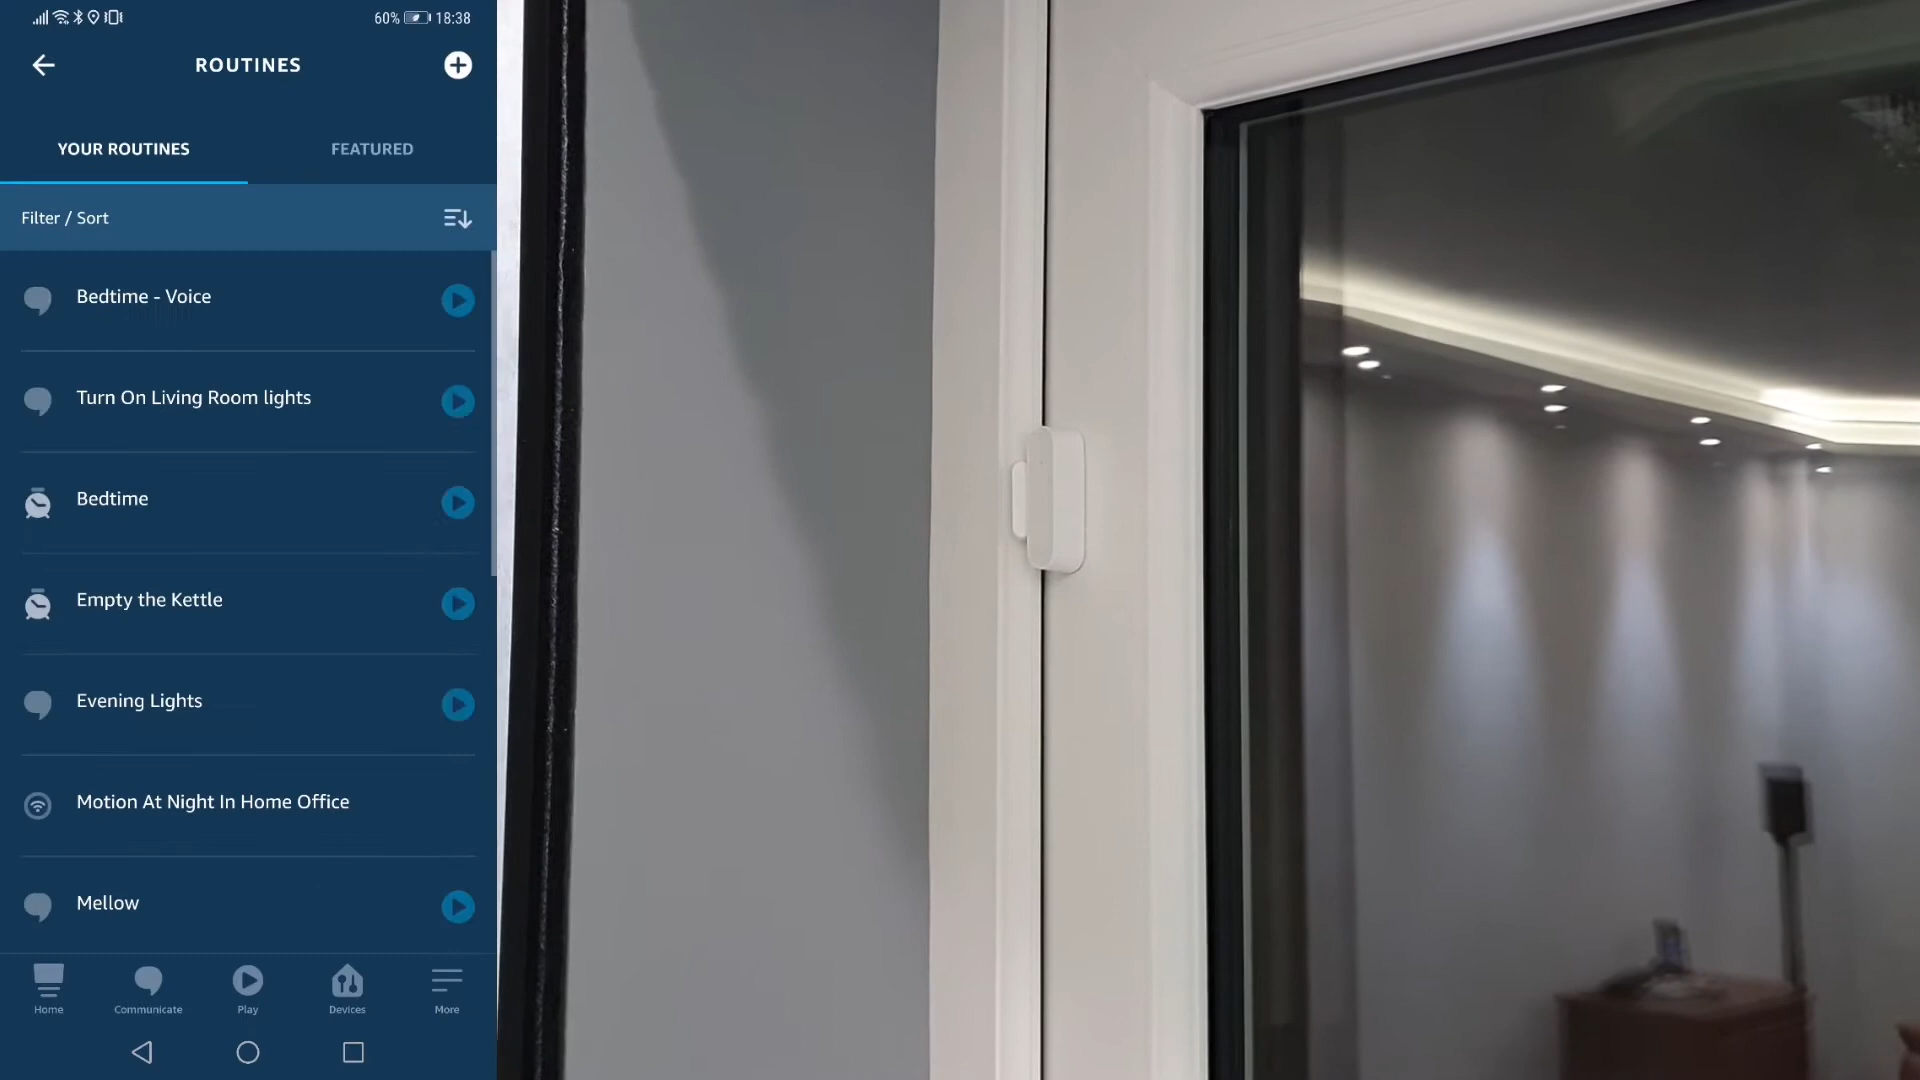 60% 18:38
ROUTINES
YOUR ROUTINES FEATURED
Filter / Sort
Bedtime - Voice
Turn On Living Room lights
Bedtime
Empty the Kettle
Evening Lights
Motion At Night In Home Office
Mellow
Home Communicate Play Devices More